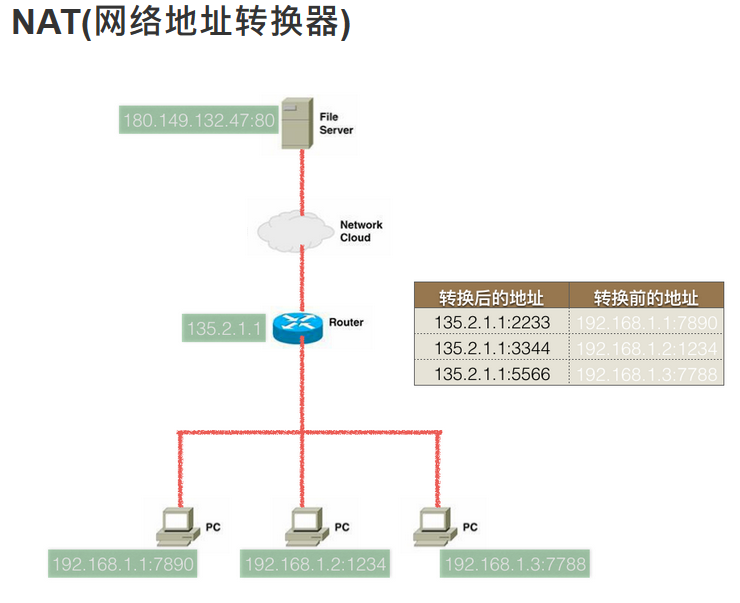 NAT(网络地址转换器)
180.149.132.47:80
File
Server
Network
Cloud
135.2.1.1
Router
转换后的地址 转换前的地址
135.2.1.1:2233 192.168.1.1:7890
135.2.1.1:3344 192.168.1.2:1234
135.2.1.1:5566 192.168.1.3:7788
PC PC PC
192.168.1.1:7890 192.168.1.2:1234 192.168.1.3:7788